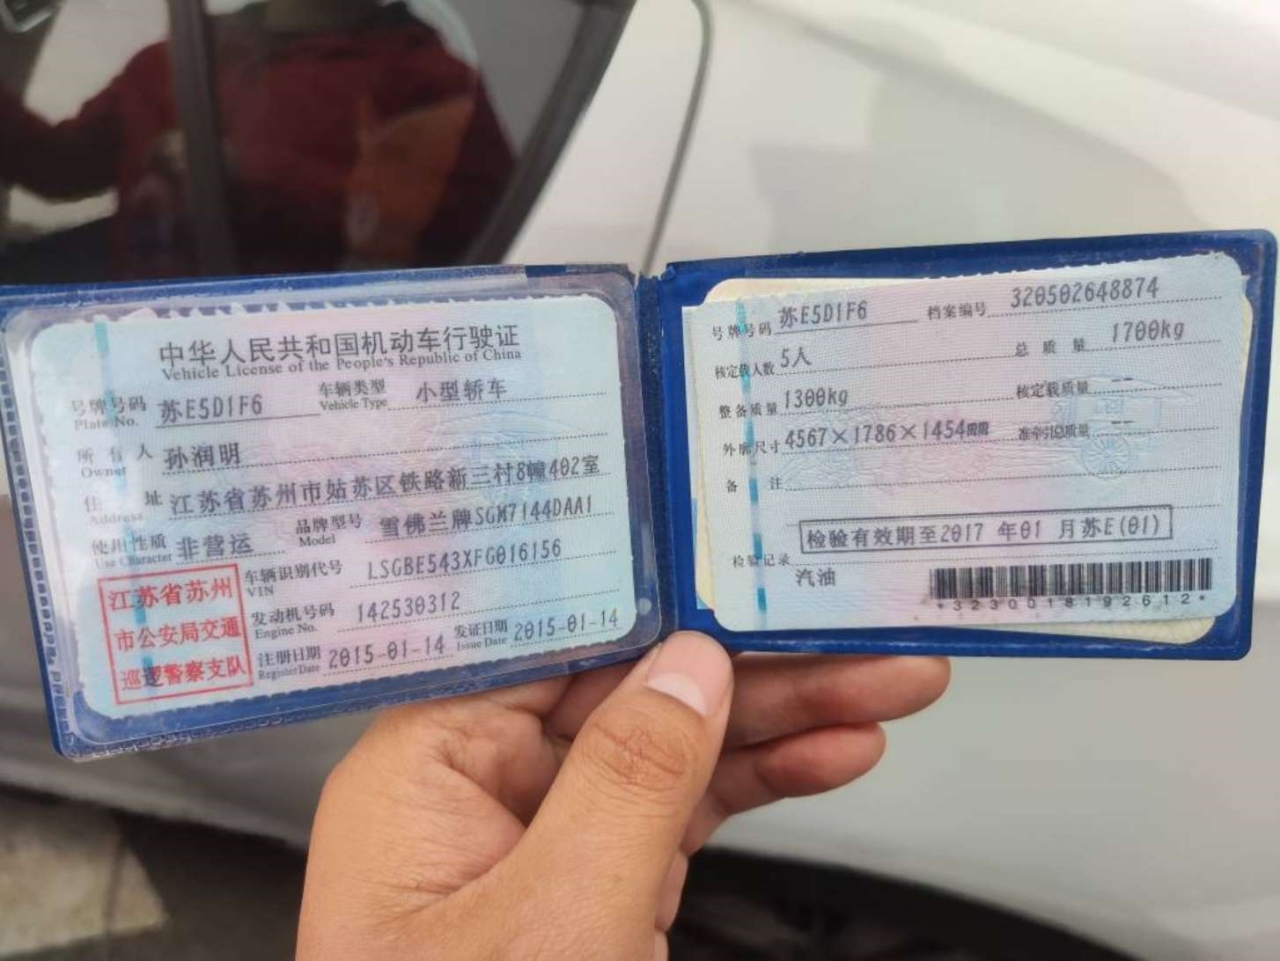 中华人民共和国机动车行驶证
Vehicle License of the People's Republic of China
号牌号码 苏E5D1F6 车辆类型 小型轿车
Plate No. Vehicle Type
所有人 孙润明
Owner
住址 江苏省苏州市姑苏区铁路新三村8幢402室
Address
使用性质 非营运 品牌型号 雪佛兰牌SGM7144DAA1
Use Character Model
车辆识别代号 LSGBE543XFG016156
VIN
发动机号码 142530312
Engine No.
注册日期 2015-01-14 发证日期 2015-01-14
Register Date Issue Date
江苏省苏州
市公安局交通
巡逻警察支队
号牌号码 苏E5D1F6 档案编号 320502648874
核定载人数 5人 总质量 1700kg
整备质量 1300kg 核定载质量 --
外廓尺寸 4567×1786×1454mm 准牵引总质量 --
备注
检验有效期至2017 年01 月苏E(01)
检验记录
汽油
*3230018192612*